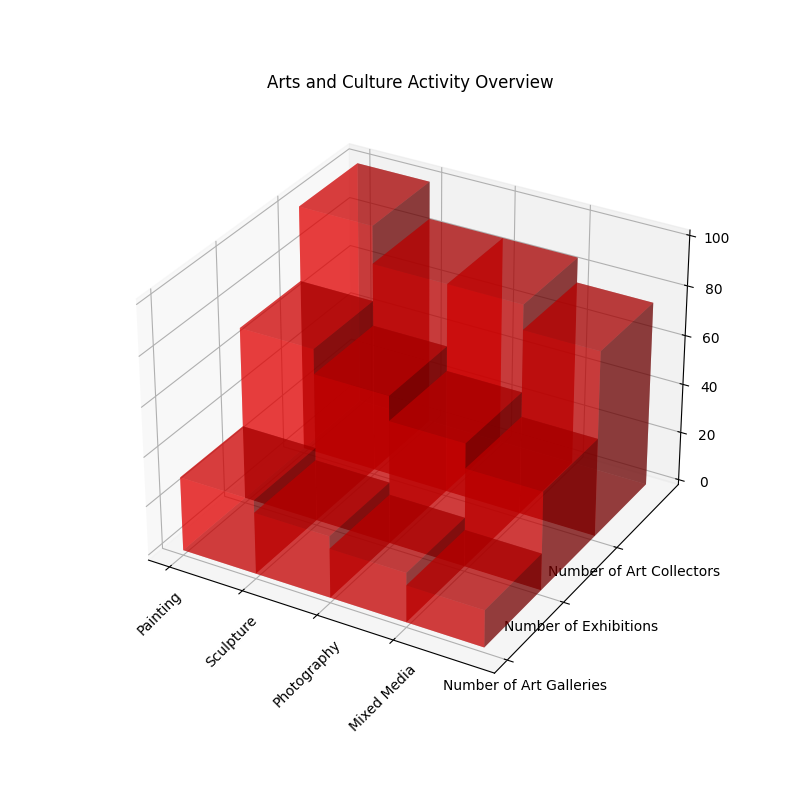 Arts and Culture Activity Overview
100
80
60
40
20
0
Number of Art Collectors
Number of Exhibitions
Number of Art Galleries
Painting
Sculpture
Photography
Mixed Media